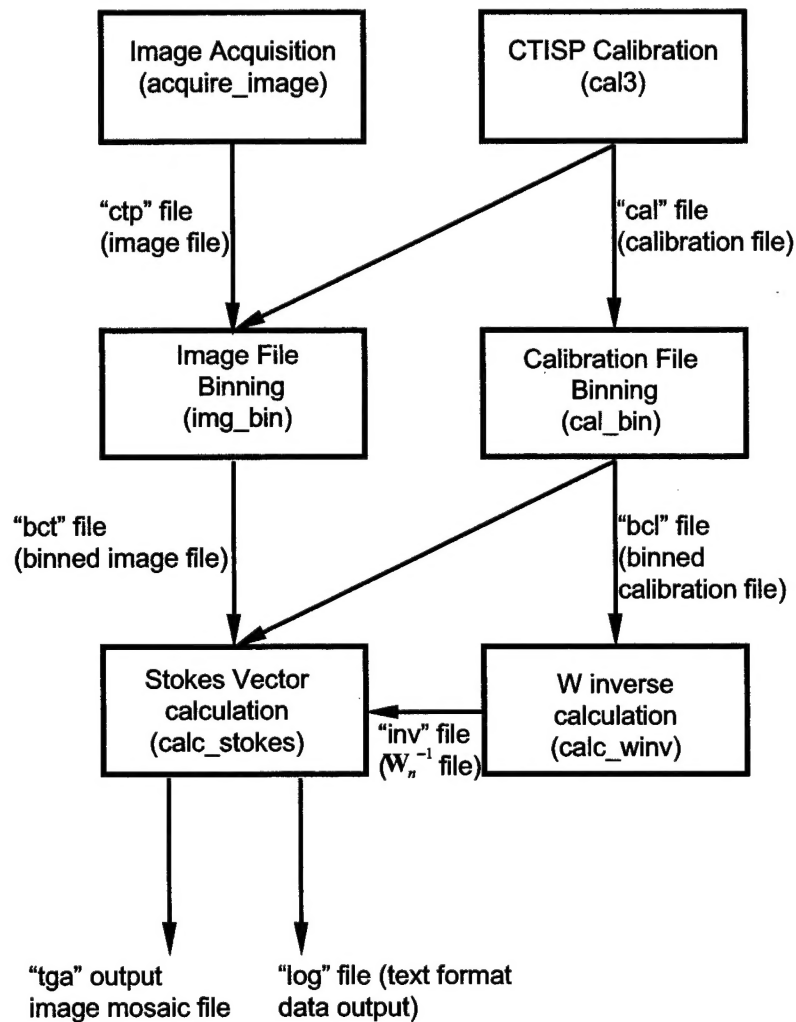 Image Acquisition
(acquire_image)
CTISP Calibration
(cal3)
“ctp” file
(image file)
“cal” file
(calibration file)
Image File
Binning
(img_bin)
Calibration File
Binning
(cal_bin)
“bct” file
(binned image file)
“bcl” file
(binned
calibration file)
Stokes Vector
calculation
(calc_stokes)
“inv” file
(Wₙ⁻¹ file)
W inverse
calculation
(calc_winv)
“tga” output
image mosaic file
“log” file (text format
data output)